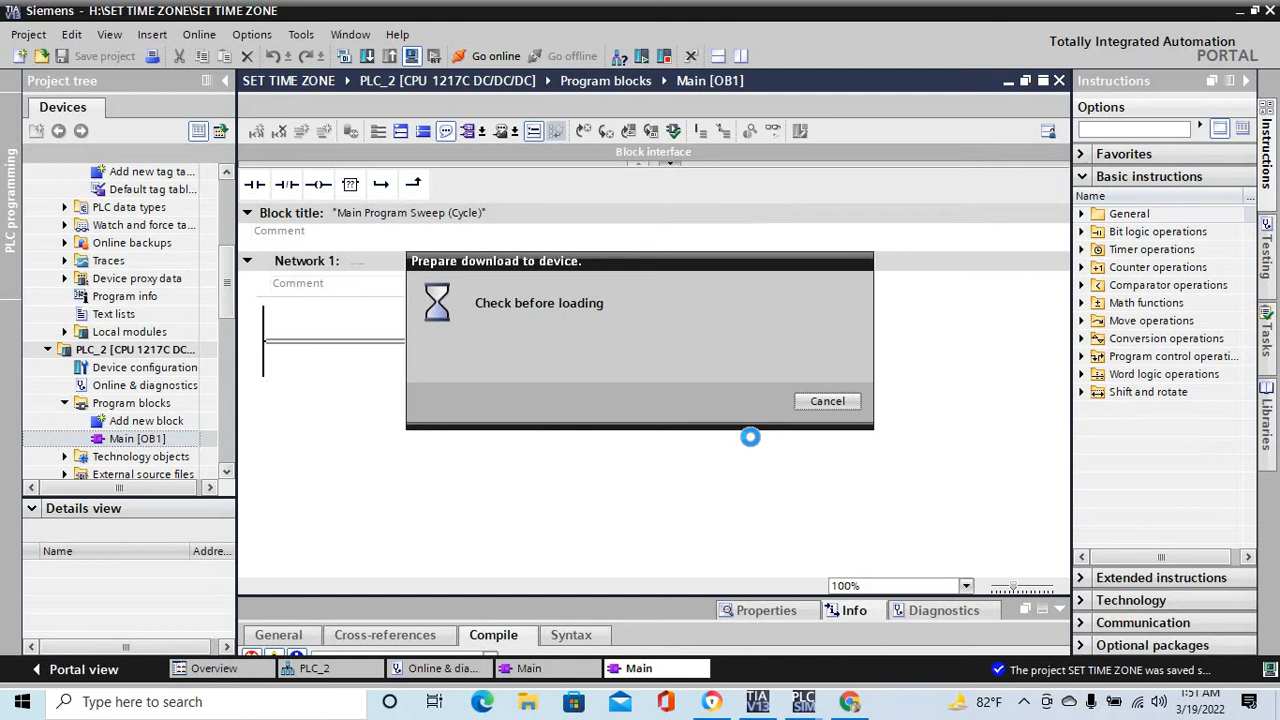 TIA V13 Siemens - H:\SET TIME ZONE\SET TIME ZONE
Project Edit View Insert Online Options Tools Window Help
Totally Integrated Automation
PORTAL
Save project
Go online
Go offline
Project tree
SET TIME ZONE PLC_2 [CPU 1217C DC/DC/DC] Program blocks Main [OB1]
Instructions
Devices
Options
Block interface
Favorites
Basic instructions
Name ...
General
Bit logic operations
Timer operations
Counter operations
Comparator operations
Math functions
Move operations
Conversion operations
Program control operati...
Word logic operations
Shift and rotate
PLC programming
Add new tag ta...
Default tag tabl...
PLC data types
Watch and force ta...
Online backups
Traces
Device proxy data
Program info
Text lists
Local modules
PLC_2 [CPU 1217C DC...
Device configuration
Online & diagnostics
Program blocks
Add new block
Main [OB1]
Technology objects
External source files
??
Block title: "Main Program Sweep (Cycle)"
Comment
Network 1: .....
Comment
Prepare download to device.
Check before loading
Cancel
100%
Instructions
Testing
Tasks
Libraries
Details view
Name Addre...
Extended instructions
Technology
Communication
Optional packages
Properties Info Diagnostics
General Cross-references Compile Syntax
Portal view Overview PLC_2 Online & dia... Main Main
The project SET TIME ZONE was saved s...
Type here to search
TIA V13
PLC SIM
82°F
1:51 AM
3/19/2022